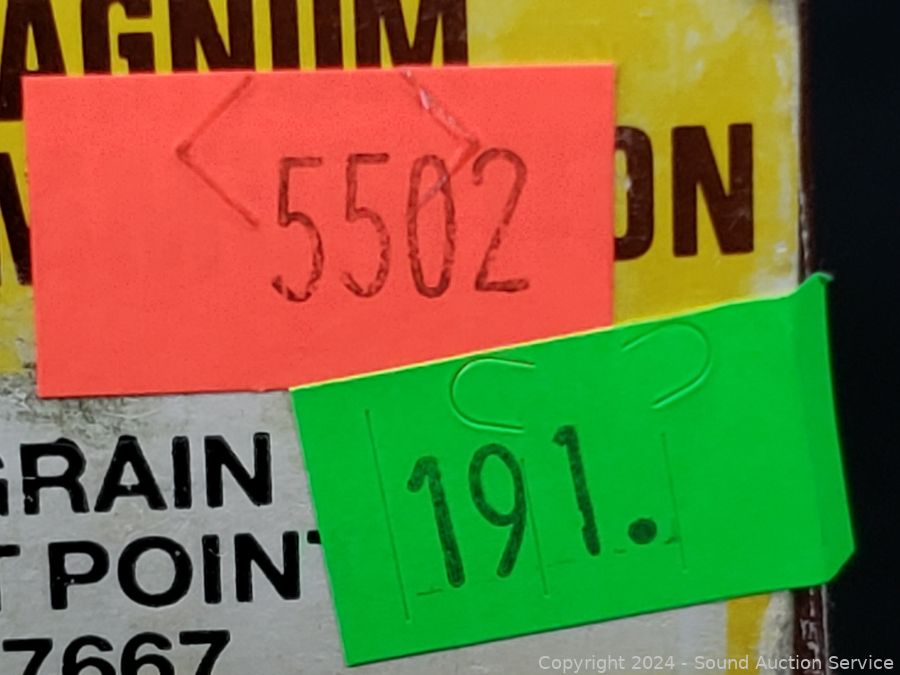 AGNUM
5502
ON
191.
GRAIN
T POINT
7667
Copyright 2024 - Sound Auction Service